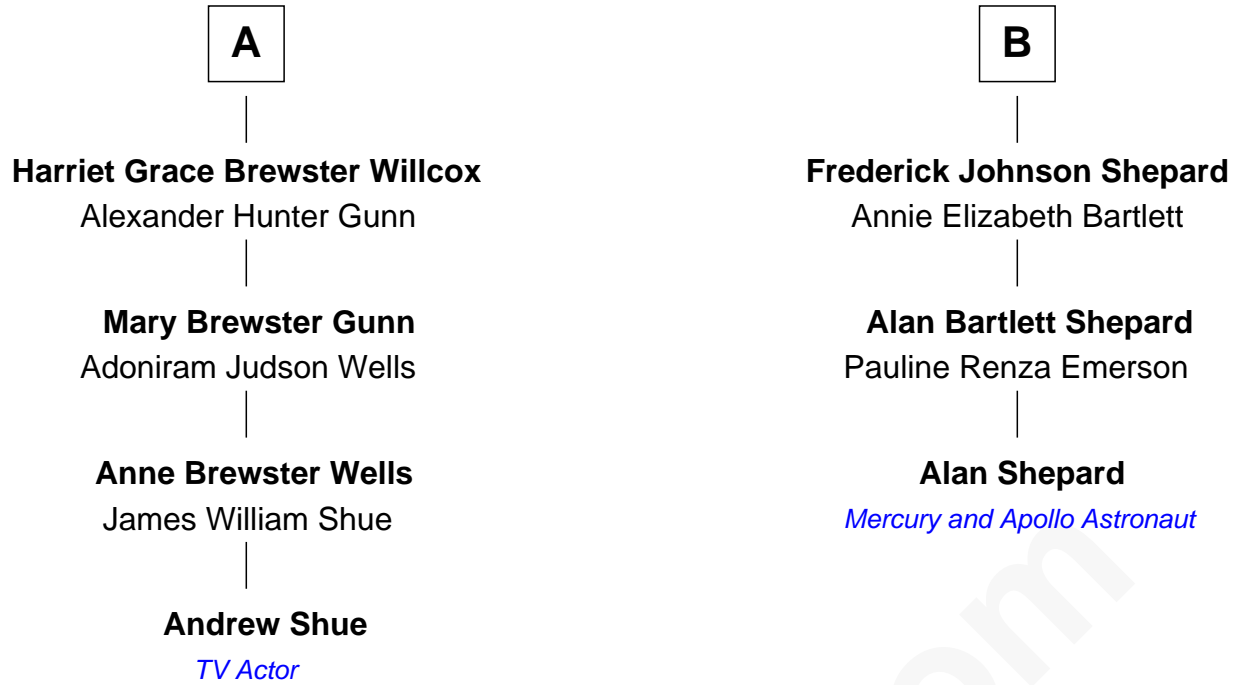 A
Harriet Grace Brewster Willcox
Alexander Hunter Gunn
Mary Brewster Gunn
Adoniram Judson Wells
Anne Brewster Wells
James William Shue
Andrew Shue
TV Actor
B
Frederick Johnson Shepard
Annie Elizabeth Bartlett
Alan Bartlett Shepard
Pauline Renza Emerson
Alan Shepard
Mercury and Apollo Astronaut
om